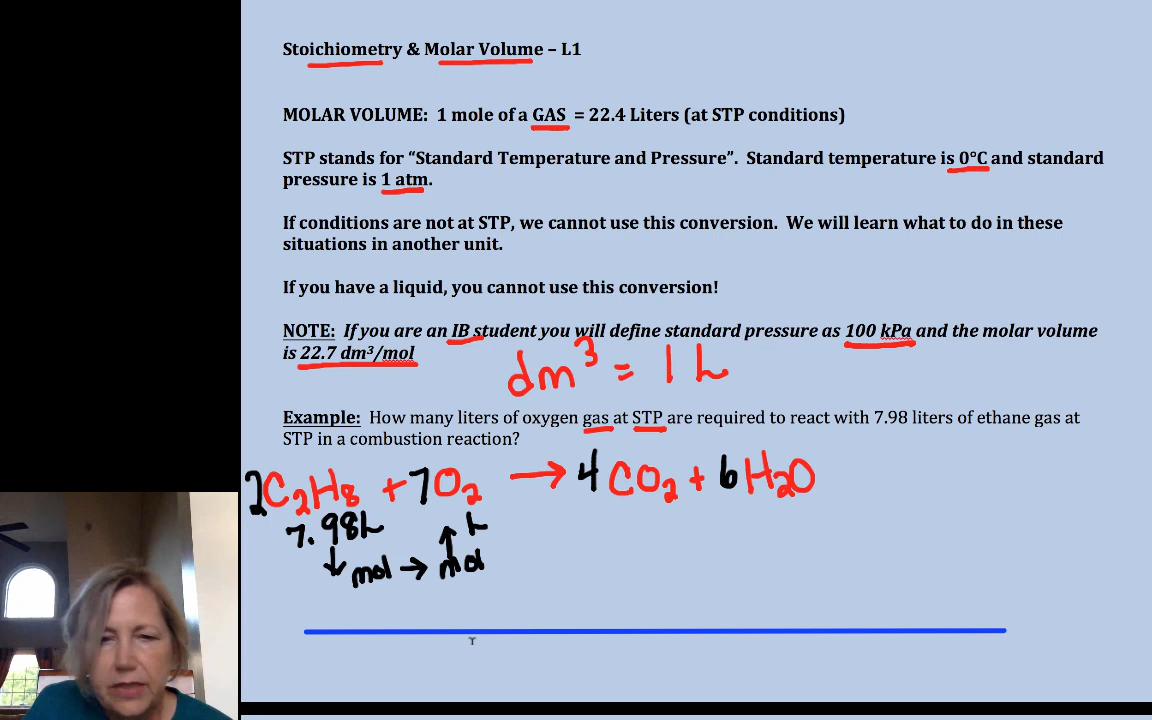 Stoichiometry & Molar Volume – L1
MOLAR VOLUME: 1 mole of a GAS = 22.4 Liters (at STP conditions)
STP stands for “Standard Temperature and Pressure”. Standard temperature is 0°C and standard
pressure is 1 atm.
If conditions are not at STP, we cannot use this conversion. We will learn what to do in these
situations in another unit.
If you have a liquid, you cannot use this conversion!
NOTE: If you are an IB student you will define standard pressure as 100 kPa and the molar volume
is 22.7 dm³/mol
dm³ = 1 L
Example: How many liters of oxygen gas at STP are required to react with 7.98 liters of ethane gas at
STP in a combustion reaction?
2C₂H₈ + 7O₂ → 4CO₂ + 6H₂O
7.98L ↑ L
↓ mol → mol